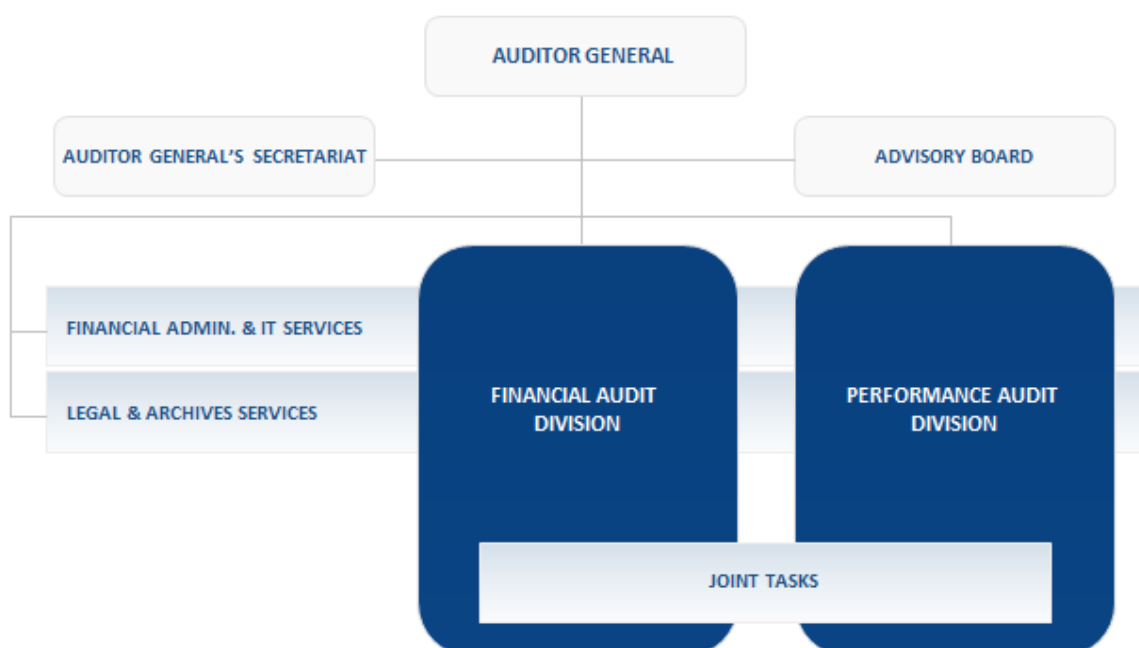 AUDITOR GENERAL
AUDITOR GENERAL'S SECRETARIAT
ADVISORY BOARD
FINANCIAL ADMIN. & IT SERVICES
LEGAL & ARCHIVES SERVICES
FINANCIAL AUDIT
DIVISION
PERFORMANCE AUDIT
DIVISION
JOINT TASKS